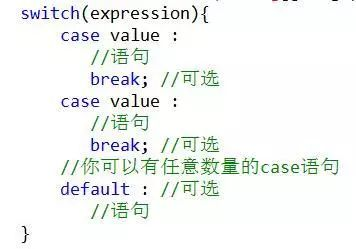 switch(expression){
    case value :
       //语句
       break; //可选
    case value :
       //语句
       break; //可选
    //你可以有任意数量的case语句
    default : //可选
       //语句
}